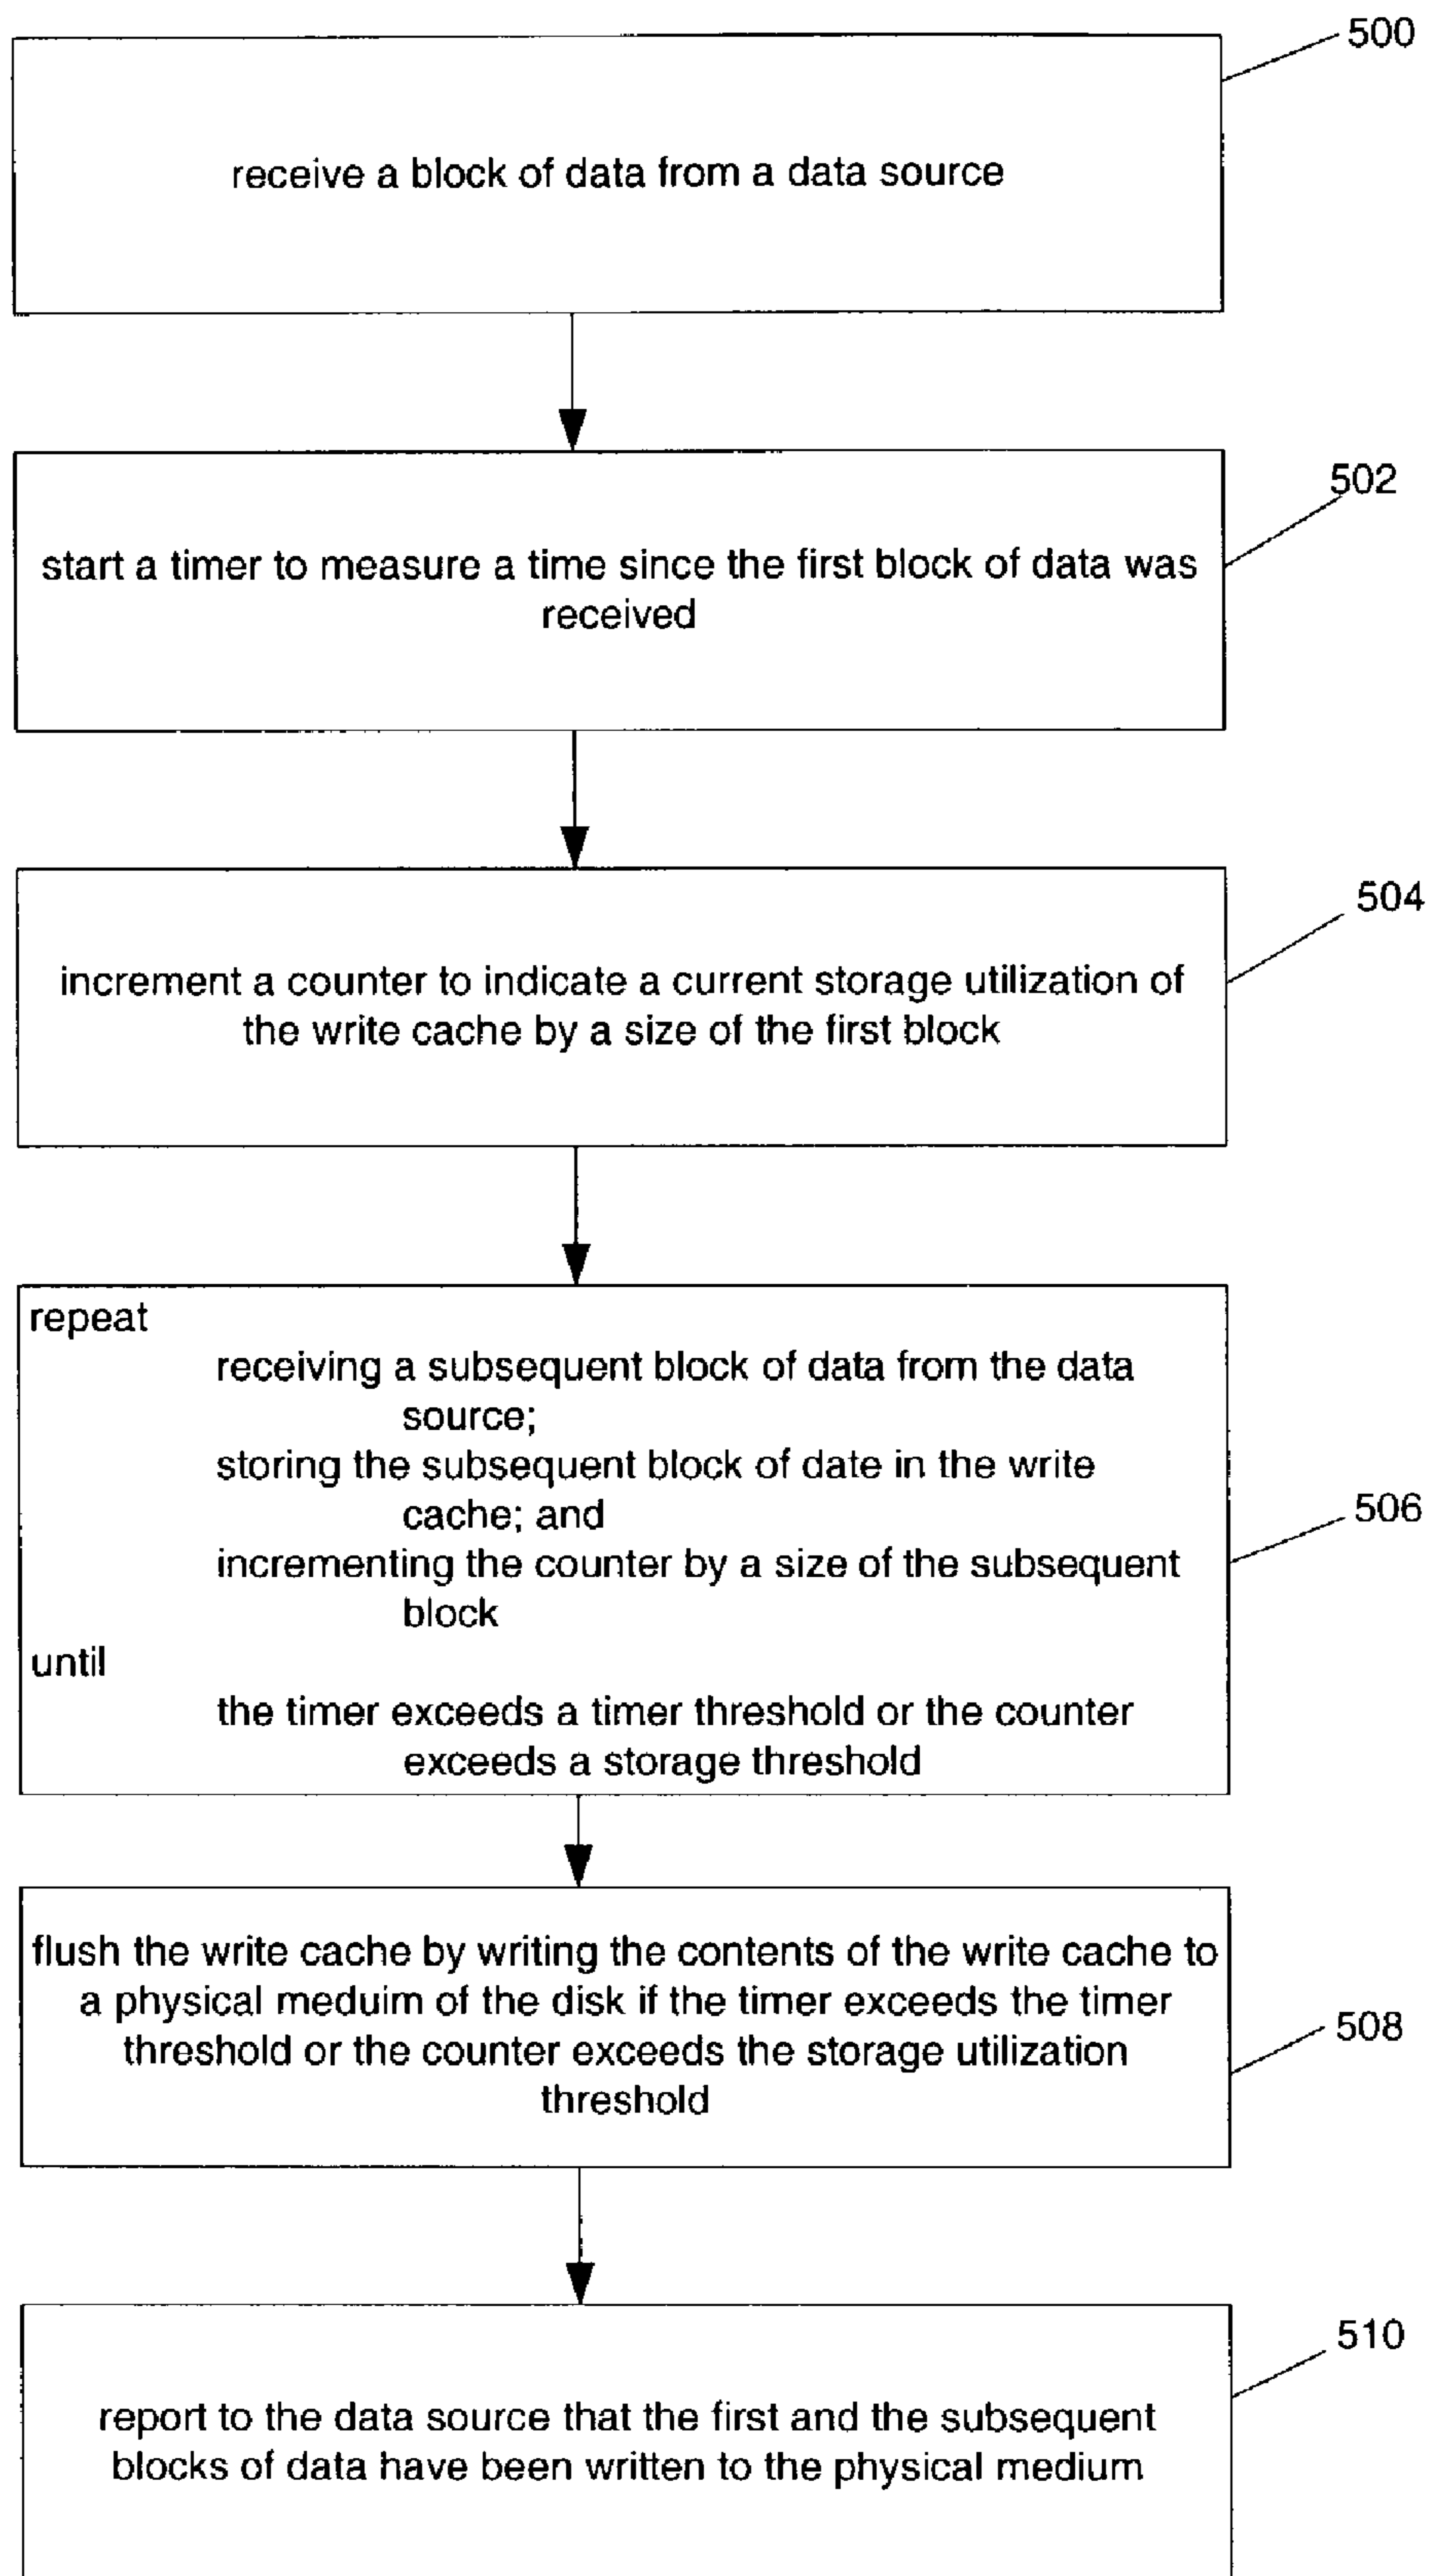 500
receive a block of data from a data source
502
start a timer to measure a time since the first block of data was
received
504
increment a counter to indicate a current storage utilization of
the write cache by a size of the first block
repeat
receiving a subsequent block of data from the data
source;
storing the subsequent block of date in the write
cache; and
506
incrementing the counter by a size of the subsequent
block
until
the timer exceeds a timer threshold or the counter
exceeds a storage threshold
flush the write cache by writing the contents of the write cache to
a physical meduim of the disk if the timer exceeds the timer
508
threshold or the counter exceeds the storage utilization
threshold
510
report to the data source that the first and the subsequent
blocks of data have been written to the physical medium